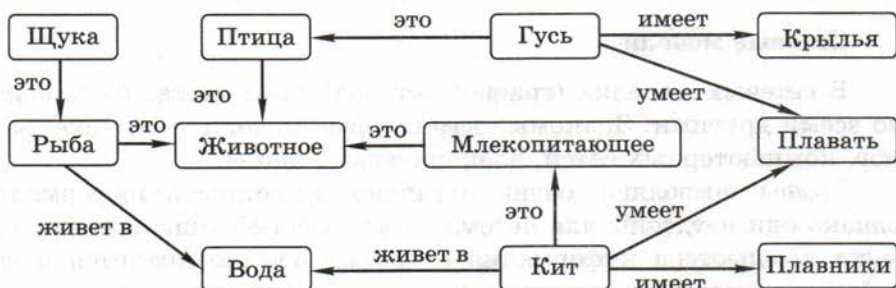 Щука Птица это Гусь имеет Крылья
это это умеет
Рыба это Животное это Млекопитающее Плавать
живет в это умеет
Вода живет в Кит имеет Плавники